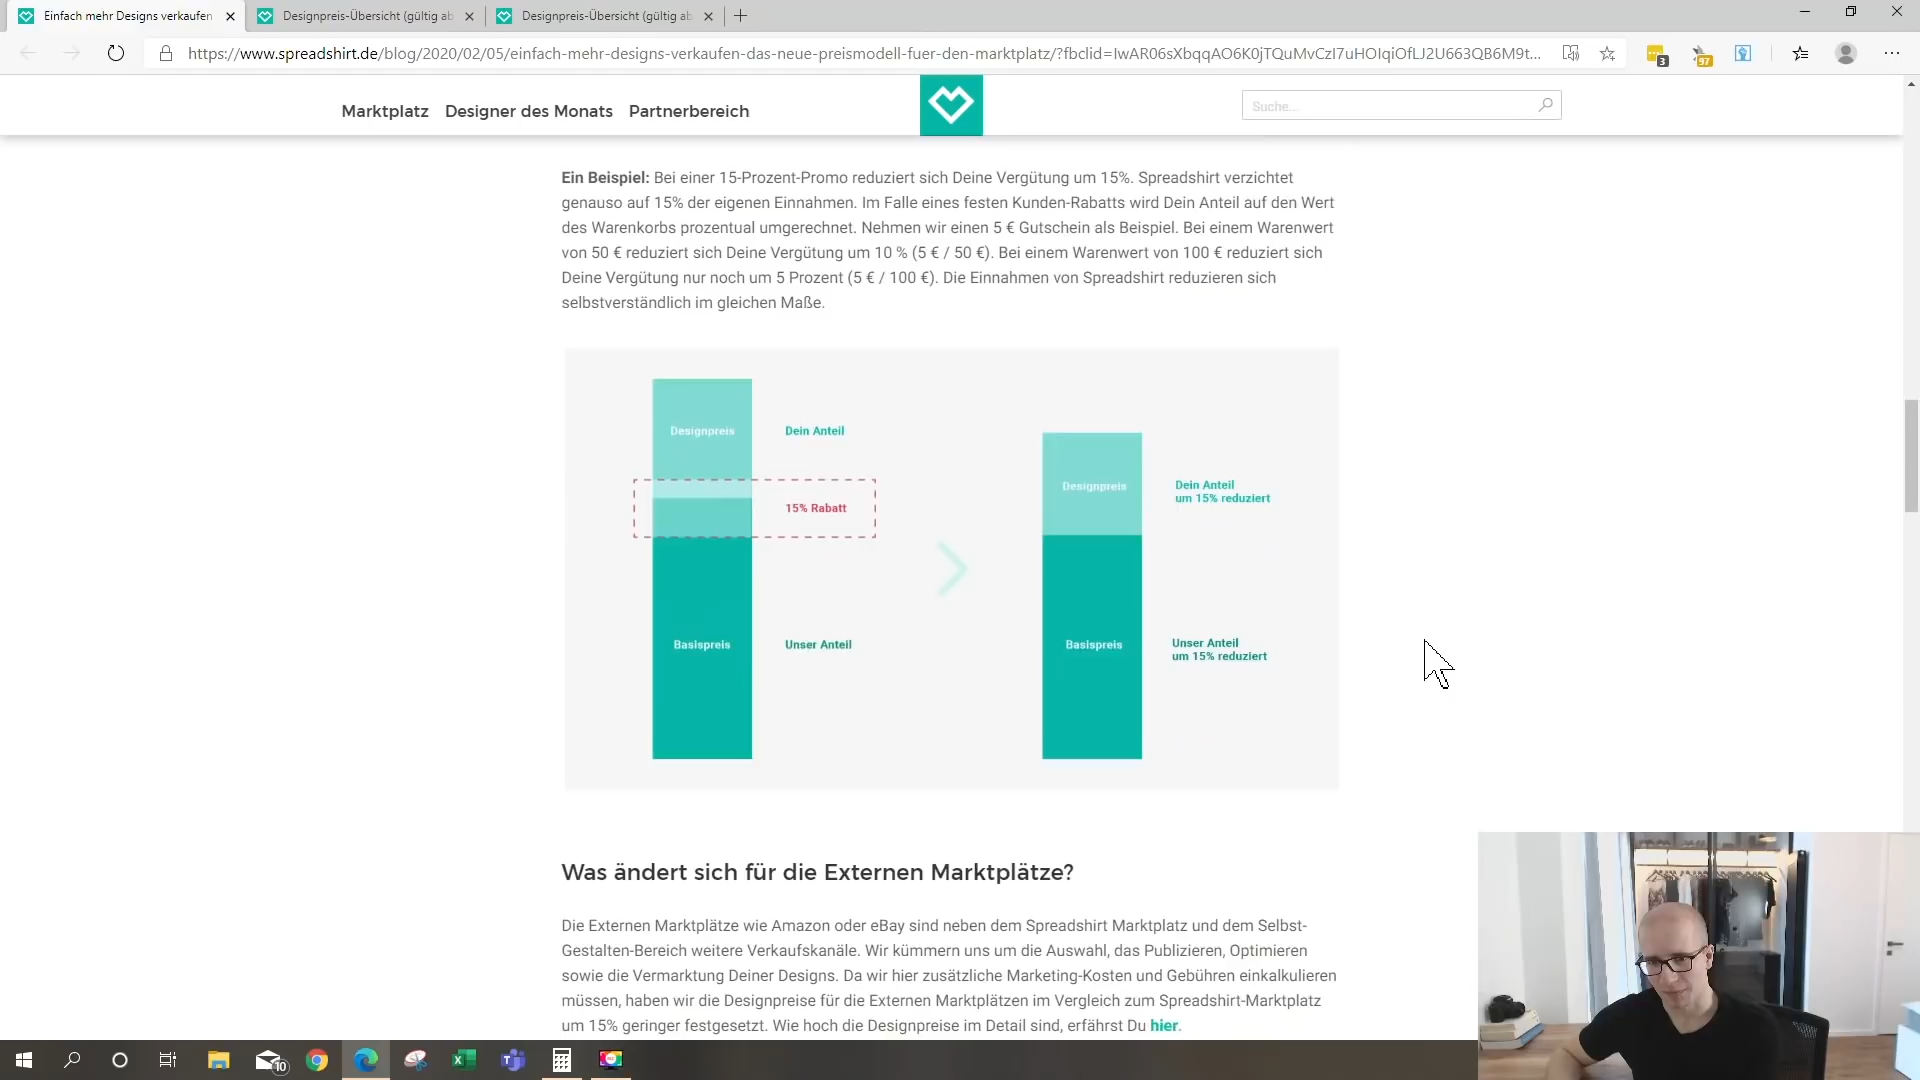 Einfach mehr Designs verkaufen
Designpreis-Übersicht (gültig ab
Designpreis-Übersicht (gültig ab
https://www.spreadshirt.de/blog/2020/02/05/einfach-mehr-designs-verkaufen-das-neue-preismodell-fuer-den-marktplatz/?fbclid=IwAR06sXbqqAO6K0jTQuMvCzI7uHOIqiOfLJ2U663QB6M9t...
3
97
Marktplatz Designer des Monats Partnerbereich
Suche...
Ein Beispiel: Bei einer 15-Prozent-Promo reduziert sich Deine Vergütung um 15%. Spreadshirt verzichtet
genauso auf 15% der eigenen Einnahmen. Im Falle eines festen Kunden-Rabatts wird Dein Anteil auf den Wert
des Warenkorbs prozentual umgerechnet. Nehmen wir einen 5 € Gutschein als Beispiel. Bei einem Warenwert
von 50 € reduziert sich Deine Vergütung um 10 % (5 € / 50 €). Bei einem Warenwert von 100 € reduziert sich
Deine Vergütung nur noch um 5 Prozent (5 € / 100 €). Die Einnahmen von Spreadshirt reduzieren sich
selbstverständlich im gleichen Maße.
Designpreis
Dein Anteil
15% Rabatt
Basispreis
Unser Anteil
Designpreis
Dein Anteil
um 15% reduziert
Basispreis
Unser Anteil
um 15% reduziert
Was ändert sich für die Externen Marktplätze?
Die Externen Marktplätze wie Amazon oder eBay sind neben dem Spreadshirt Marktplatz und dem Selbst-
Gestalten-Bereich weitere Verkaufskanäle. Wir kümmern uns um die Auswahl, das Publizieren, Optimieren
sowie die Vermarktung Deiner Designs. Da wir hier zusätzliche Marketing-Kosten und Gebühren einkalkulieren
müssen, haben wir die Designpreise für die Externen Marktplätzen im Vergleich zum Spreadshirt-Marktplatz
um 15% geringer festgesetzt. Wie hoch die Designpreise im Detail sind, erfährst Du hier.
10